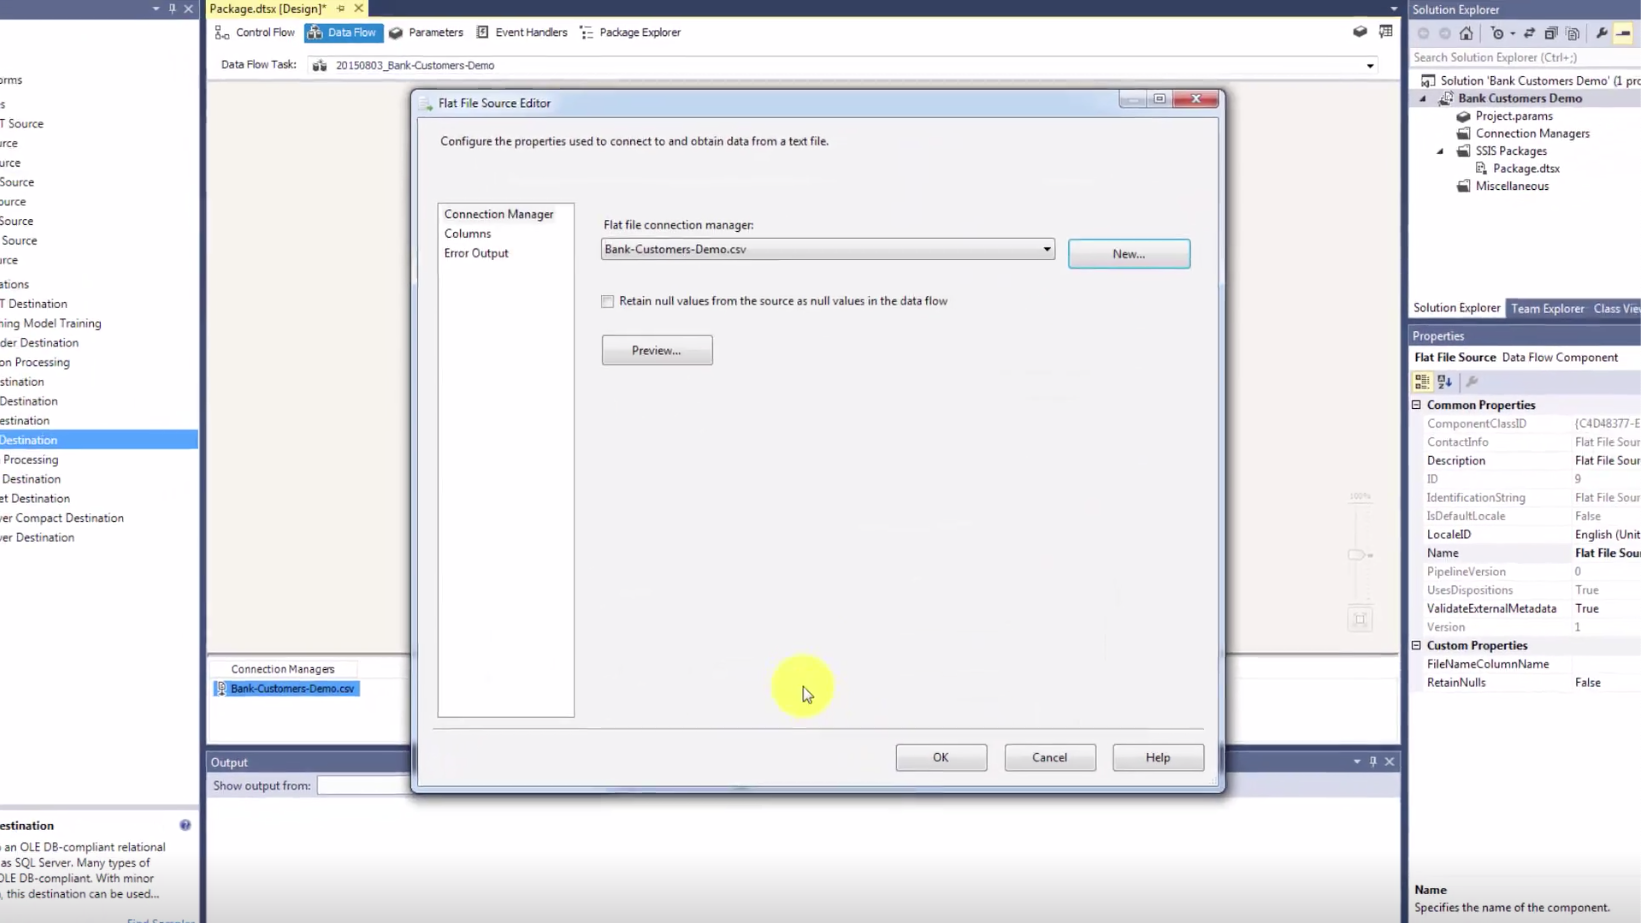 Package.dtsx [Design]*
Control Flow
Data Flow
Parameters
Event Handlers
Package Explorer
Data Flow Task:
20150803_Bank-Customers-Demo
Flat File Source Editor
Configure the properties used to connect to and obtain data from a text file.
Connection Manager
Columns
Error Output
Flat file connection manager:
Bank-Customers-Demo.csv
New...
Retain null values from the source as null values in the data flow
Preview...
OK
Cancel
Help
100%
Connection Managers
Bank-Customers-Demo.csv
Output
Show output from:
orms
s
T Source
rce
ource
Source
ource
Source
Source
ce
ations
T Destination
ning Model Training
der Destination
on Processing
stination
Destination
estination
Destination
Processing
Destination
et Destination
ver Compact Destination
ver Destination
estination
an OLE DB-compliant relational
as SQL Server. Many types of
OLE DB-compliant. With minor
, this destination can be used...
Find Samples
Solution Explorer
Search Solution Explorer (Ctrl+;)
Solution 'Bank Customers Demo' (1 pro
Bank Customers Demo
Project.params
Connection Managers
SSIS Packages
Package.dtsx
Miscellaneous
Solution Explorer
Team Explorer
Class View
Properties
Flat File Source Data Flow Component
Common Properties
ComponentClassID {C4D48377-E
ContactInfo Flat File Sour
Description Flat File Sour
ID 9
IdentificationString Flat File Sour
IsDefaultLocale False
LocaleID English (Unit
Name Flat File Sou
PipelineVersion 0
UsesDispositions True
ValidateExternalMetadata True
Version 1
Custom Properties
FileNameColumnName
RetainNulls False
Name
Specifies the name of the component.